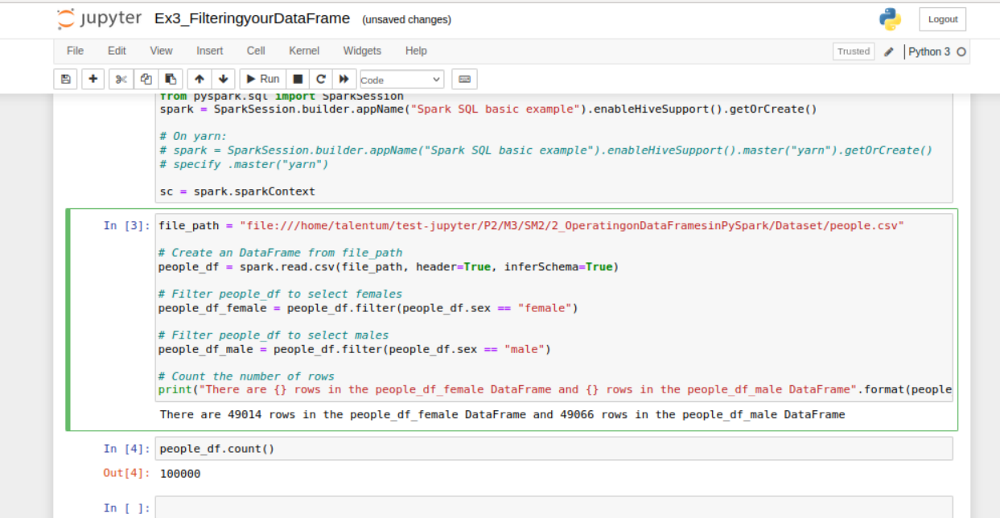 jupyter Ex3_FilteringyourDataFrame (unsaved changes)
Logout
File Edit View Insert Cell Kernel Widgets Help
Trusted Python 3
Run Code
from pyspark.sql import SparkSession
spark = SparkSession.builder.appName("Spark SQL basic example").enableHiveSupport().getOrCreate()
# On yarn:
# spark = SparkSession.builder.appName("Spark SQL basic example").enableHiveSupport().master("yarn").getOrCreate()
# specify .master("yarn")
sc = spark.sparkContext
In [3]: file_path = "file:///home/talentum/test-jupyter/P2/M3/SM2/2_OperatingonDataFramesinPySpark/Dataset/people.csv"
# Create an DataFrame from file_path
people_df = spark.read.csv(file_path, header=True, inferSchema=True)
# Filter people_df to select females
people_df_female = people_df.filter(people_df.sex == "female")
# Filter people_df to select males
people_df_male = people_df.filter(people_df.sex == "male")
# Count the number of rows
print("There are {} rows in the people_df_female DataFrame and {} rows in the people_df_male DataFrame".format(people
There are 49014 rows in the people_df_female DataFrame and 49066 rows in the people_df_male DataFrame
In [4]: people_df.count()
Out[4]: 100000
In [ ]: